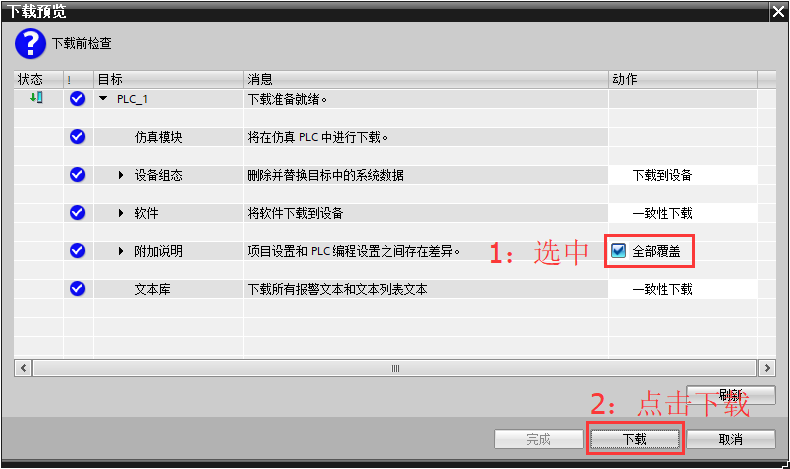 下载预览
下载前检查
状态 ! 目标 消息 动作
PLC_1 下载准备就绪。
仿真模块 将在仿真 PLC 中进行下载。
设备组态 删除并替换目标中的系统数据 下载到设备
软件 将软件下载到设备 一致性下载
附加说明 项目设置和 PLC 编程设置之间存在差异。 1：选中 全部覆盖
文本库 下载所有报警文本和文本列表文本 一致性下载
刷新
2：点击下载
完成 下载 取消